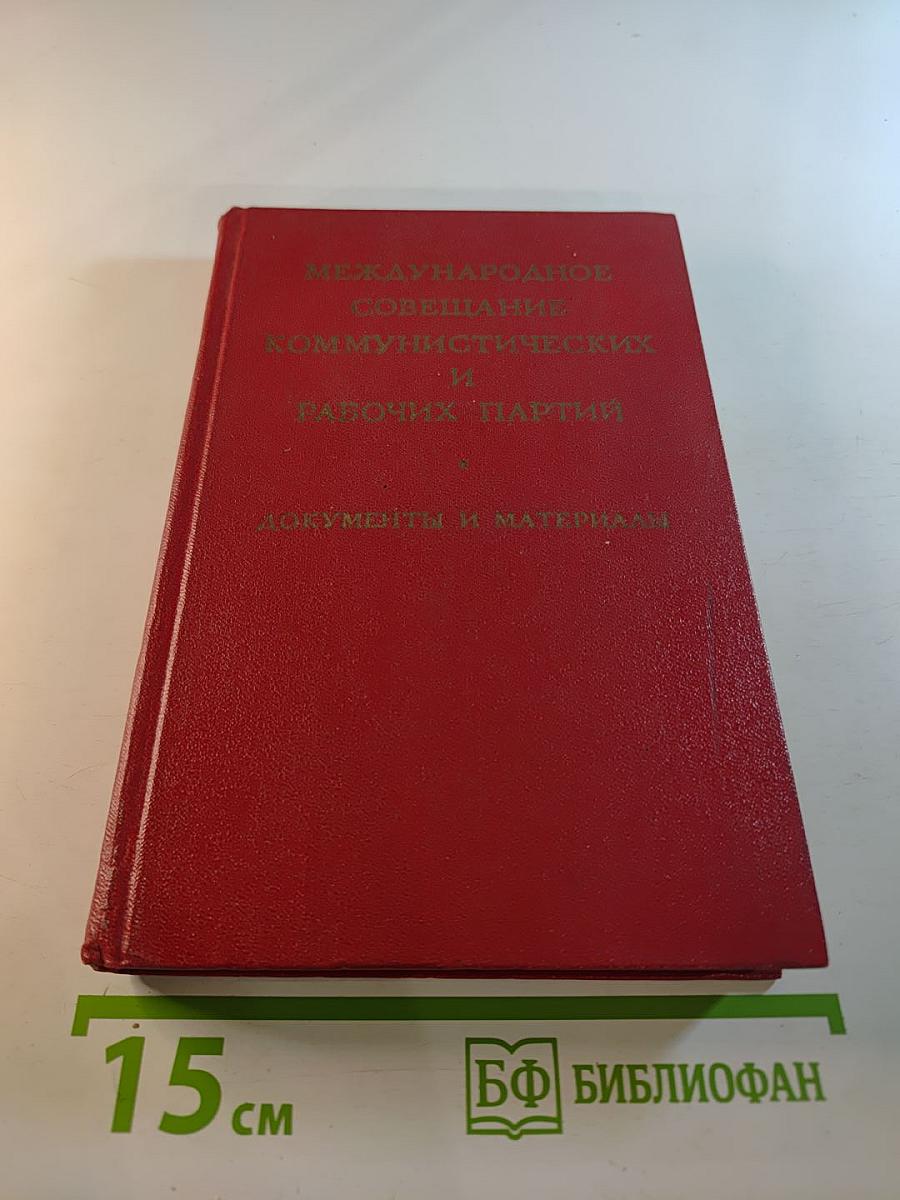 МЕЖДУНАРОДНОЕ
СОВЕЩАНИЕ
КОММУНИСТИЧЕСКИХ
И
РАБОЧИХ ПАРТИЙ
ДОКУМЕНТЫ И МАТЕРИАЛЫ
15 см
БФ БИБЛИОФАН